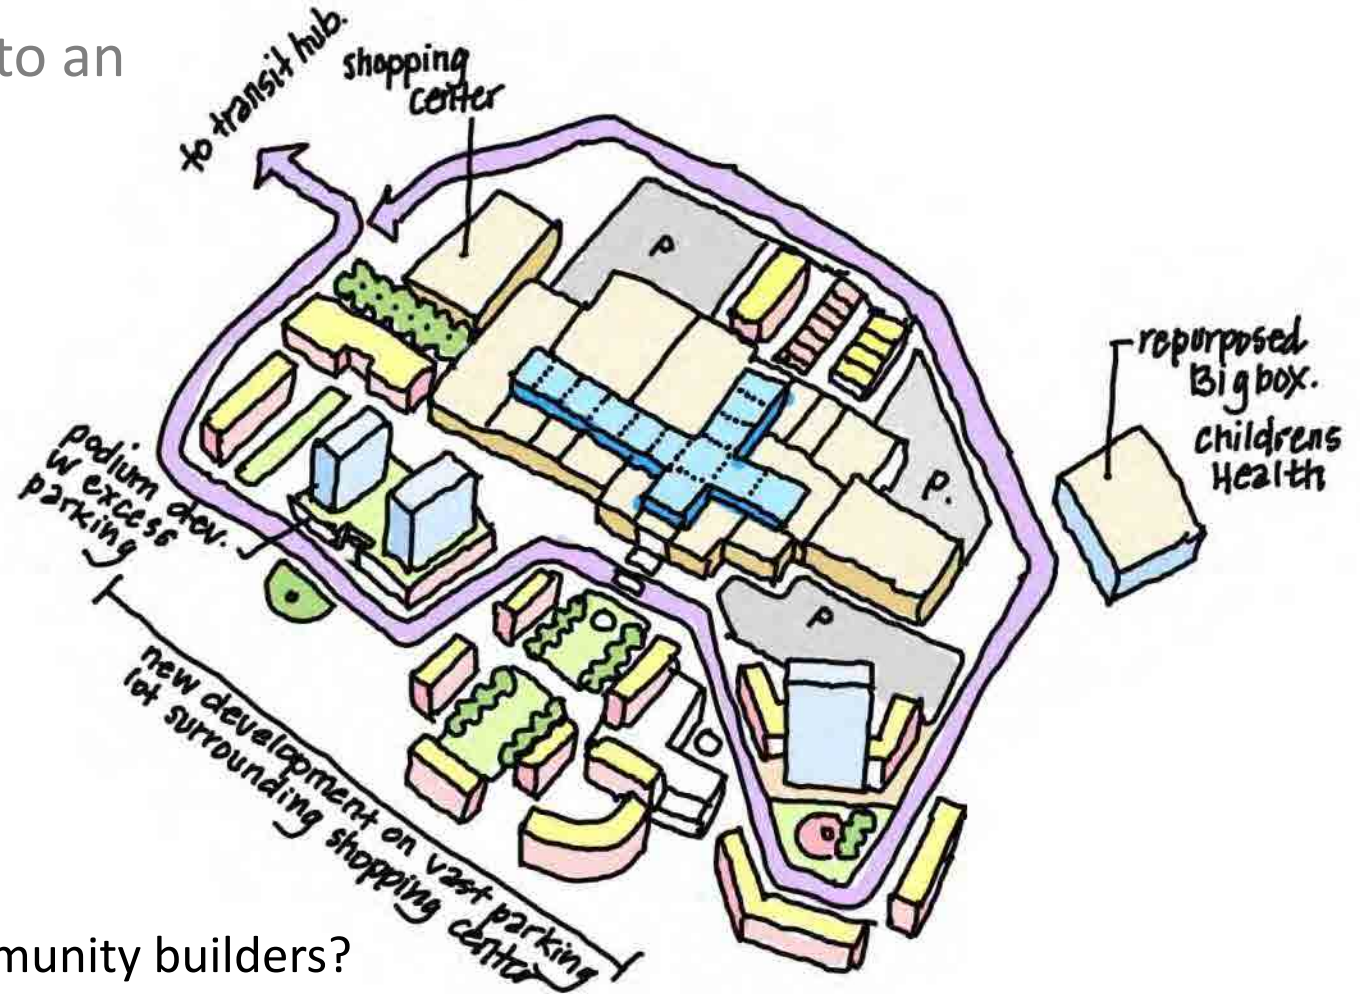 to an
to transit hub.
shopping
center
P
repurposed
Big box.
childrens
Health
P.
podium dev.
w excess
parking
P
new development on vast parking
lot surrounding shopping center
munity builders?